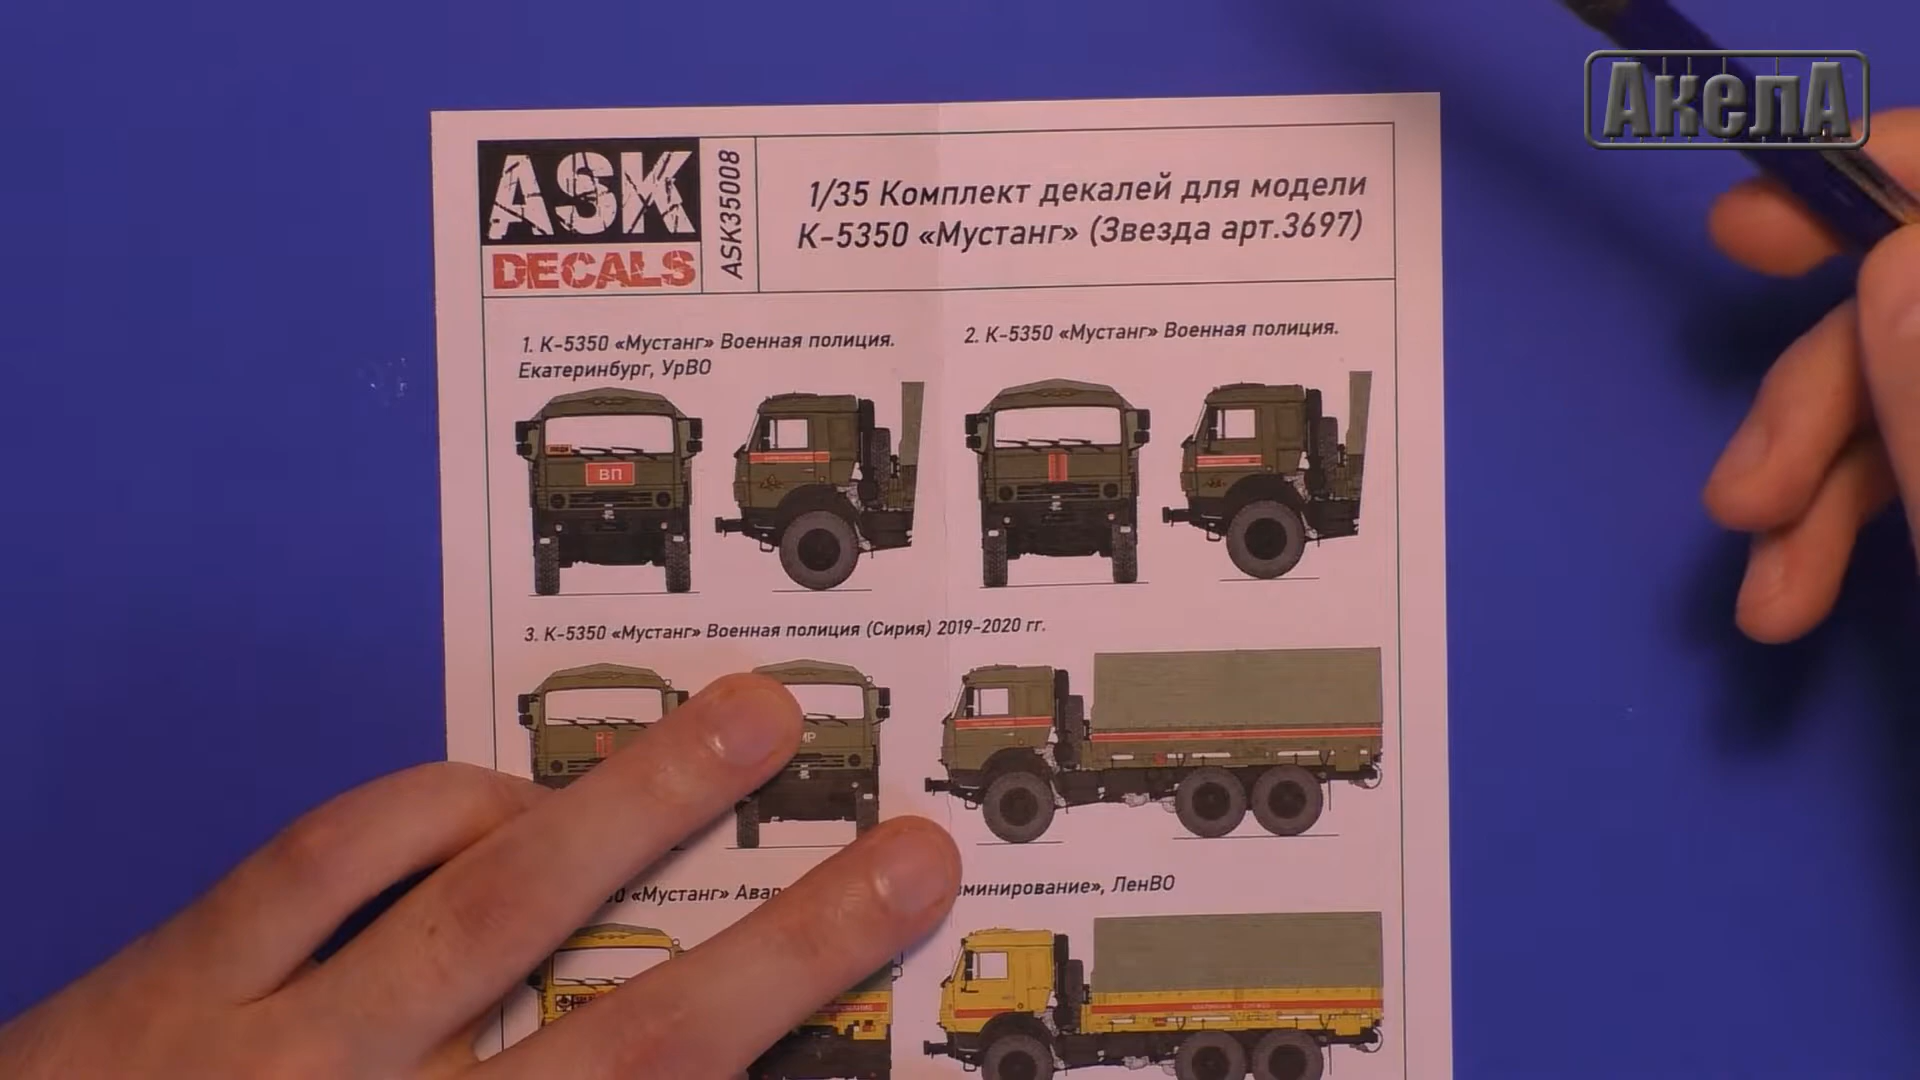 АкелА
ASK
DECALS
ASK35008
1/35 Комплект декалей для модели
К-5350 «Мустанг» (Звезда арт.3697)
1. К-5350 «Мустанг» Военная полиция.
Екатеринбург, УрВО
2. К-5350 «Мустанг» Военная полиция.
ВП
3. К-5350 «Мустанг» Военная полиция (Сирия) 2019-2020 гг.
МР
«Мустанг»
ЛенВО